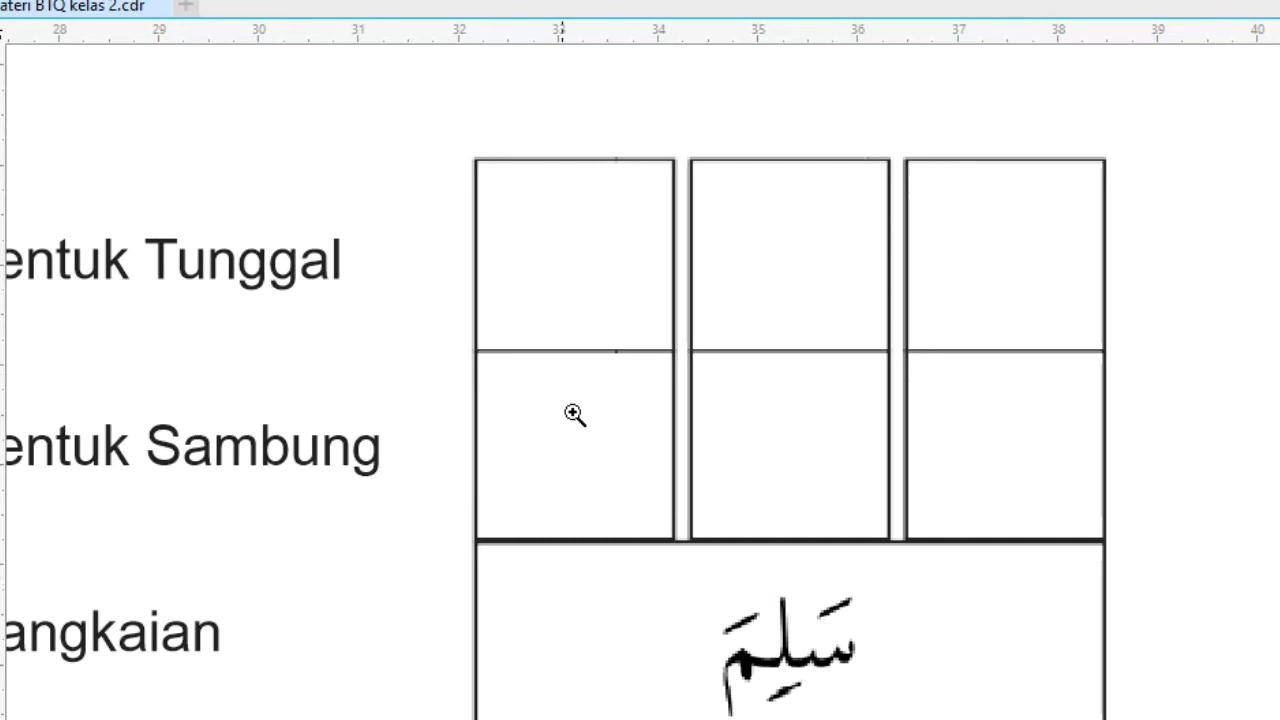 ateri BTQ kelas 2.cdr
28 29 30 31 32 33 34 35 36 37 38 39 40
entuk Tunggal
entuk Sambung
angkaian
سَلِمَ